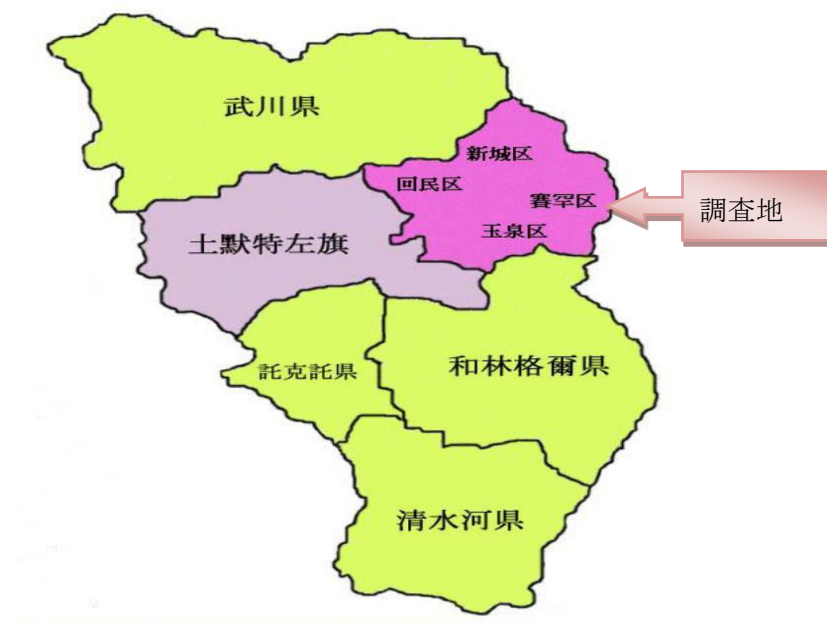 武川県
新城区
回民区
賽罕区
調査地
玉泉区
土默特左旗
託克託県
和林格爾県
清水河県